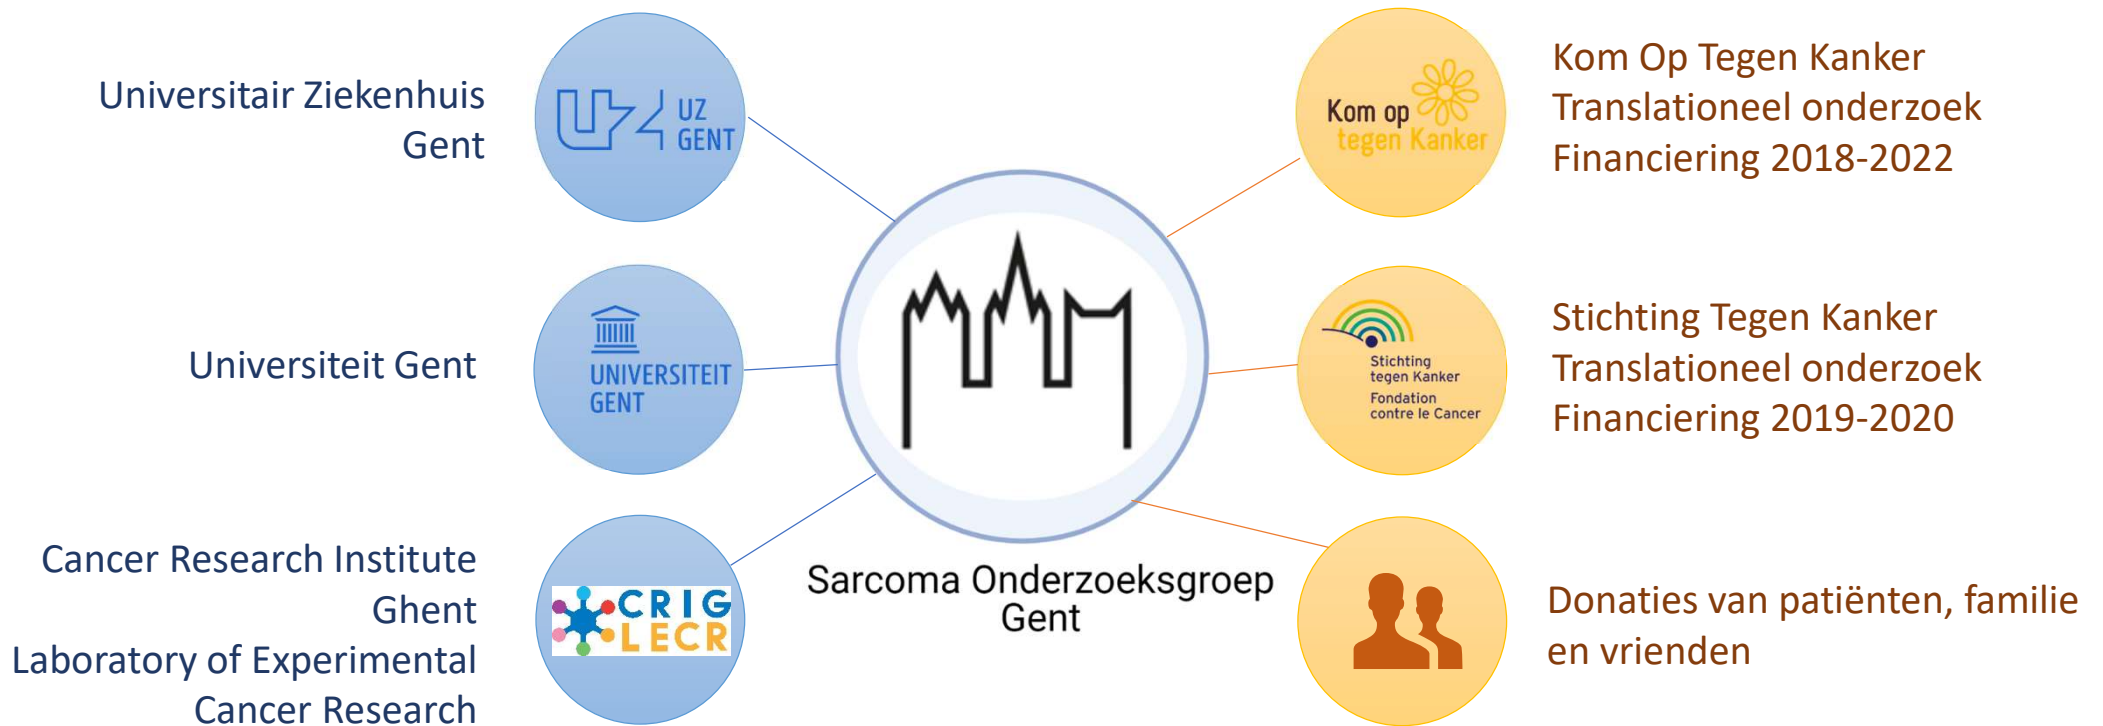 Universitair Ziekenhuis
Gent
UZ
GENT
Universiteit Gent
UNIVERSITEIT
GENT
Cancer Research Institute
Ghent
Laboratory of Experimental
Cancer Research
CRIG
LECR
Sarcoma Onderzoeksgroep
Gent
Kom op
tegen Kanker
Kom Op Tegen Kanker
Translationeel onderzoek
Financiering 2018-2022
Stichting
tegen Kanker
Fondation
contre le Cancer
Stichting Tegen Kanker
Translationeel onderzoek
Financiering 2019-2020
Donaties van patiënten, familie
en vrienden